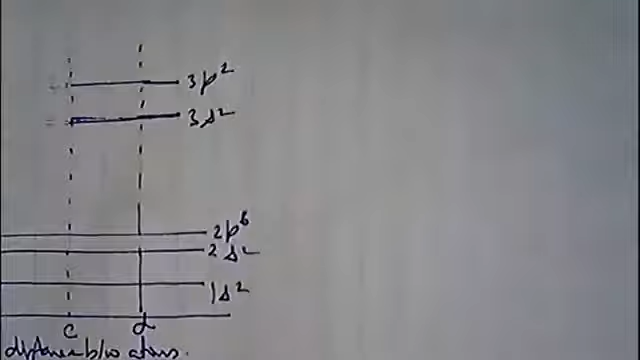 3p²
3s²
2p⁶
2s²
1s²
c d
distance b/w atoms.